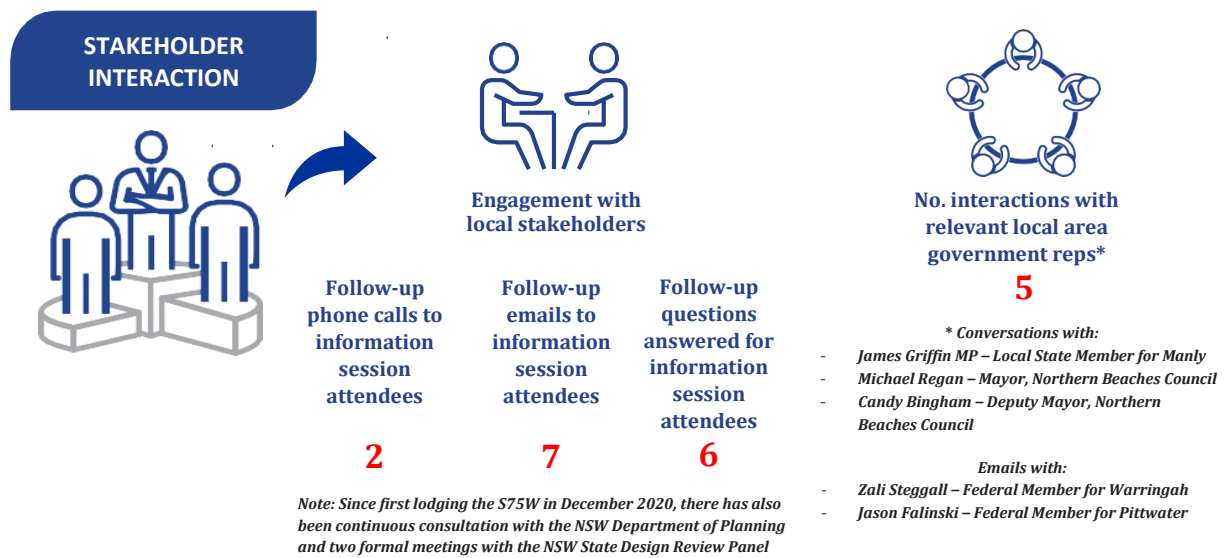 STAKEHOLDER
INTERACTION
Engagement with
local stakeholders
Follow-up
phone calls to
information
session
attendees
2
Follow-up
emails to
information
session
attendees
7
Follow-up
questions
answered for
information
session
attendees
6
Note: Since first lodging the S75W in December 2020, there has also
been continuous consultation with the NSW Department of Planning
and two formal meetings with the NSW State Design Review Panel
No. interactions with
relevant local area
government reps*
5
* Conversations with:
- James Griffin MP – Local State Member for Manly
- Michael Regan – Mayor, Northern Beaches Council
- Candy Bingham – Deputy Mayor, Northern
Beaches Council
Emails with:
- Zali Steggall – Federal Member for Warringah
- Jason Falinski – Federal Member for Pittwater